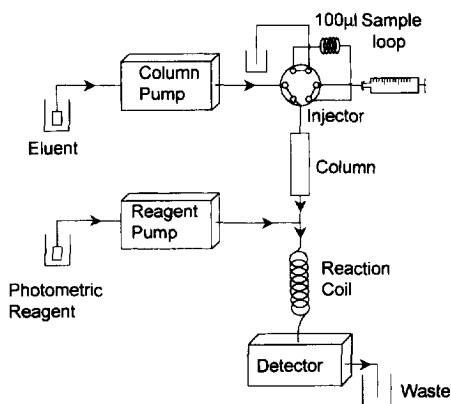 100µl Sample
loop
Column
Pump
Injector
Eluent
Column
Reagent
Pump
Photometric
Reagent
Reaction
Coil
Detector
Waste